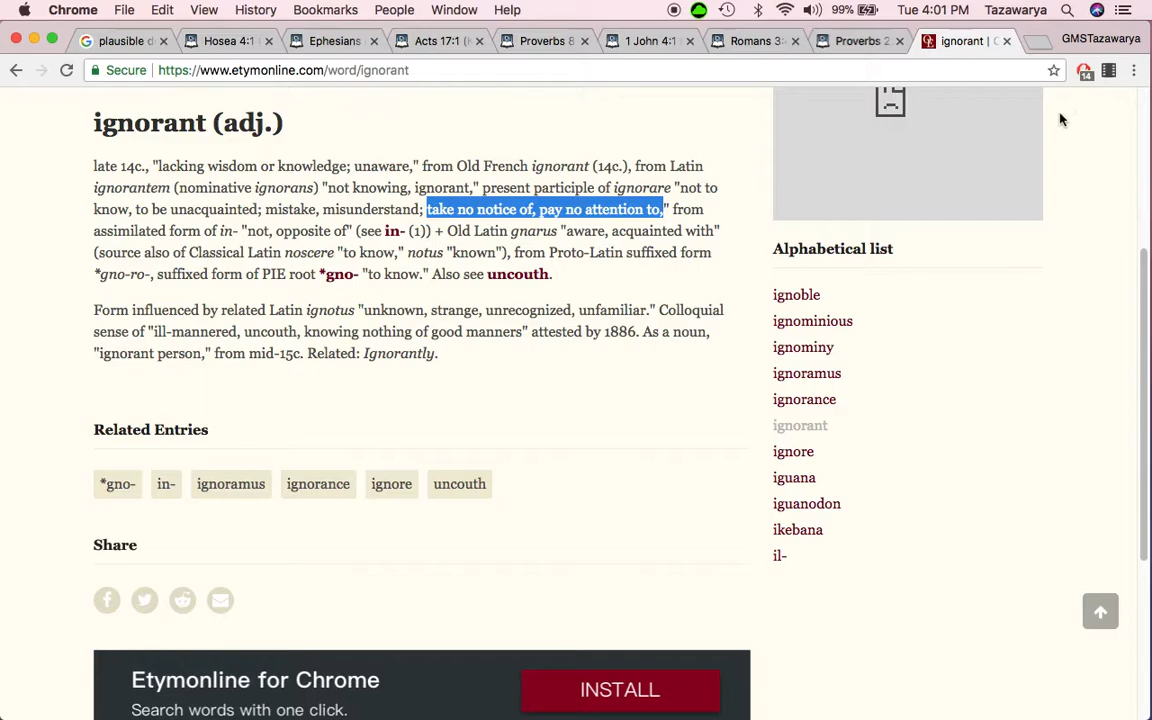 Chrome File Edit View History Bookmarks People Window Help 99% Tue 4:01 PM Tazawarya
plausible d Hosea 4:1 Ephesians Acts 17:1 (K Proverbs 8 1 John 4:1 Romans 3: Proverbs 2 ignorant | O GMSTazawarya
Secure https://www.etymonline.com/word/ignorant 14
ignorant (adj.)
late 14c., "lacking wisdom or knowledge; unaware," from Old French ignorant (14c.), from Latin
ignorantem (nominative ignorans) "not knowing, ignorant," present participle of ignorare "not to
know, to be unacquainted; mistake, misunderstand; take no notice of, pay no attention to," from
assimilated form of in- "not, opposite of" (see in- (1)) + Old Latin gnarus "aware, acquainted with"
(source also of Classical Latin noscere "to know," notus "known"), from Proto-Latin suffixed form
*gno-ro-, suffixed form of PIE root *gno- "to know." Also see uncouth.
Form influenced by related Latin ignotus "unknown, strange, unrecognized, unfamiliar." Colloquial
sense of "ill-mannered, uncouth, knowing nothing of good manners" attested by 1886. As a noun,
"ignorant person," from mid-15c. Related: Ignorantly.
Related Entries
*gno- in- ignoramus ignorance ignore uncouth
Share
Etymonline for Chrome
Search words with one click.
INSTALL
Alphabetical list
ignoble
ignominious
ignominy
ignoramus
ignorance
ignorant
ignore
iguana
iguanodon
ikebana
il-